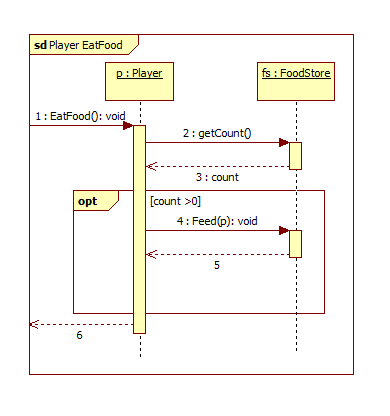 sd Player EatFood
p : Player
fs : FoodStore
1 : EatFood(): void
2 : getCount()
3 : count
opt
[count >0]
4 : Feed(p): void
5
6